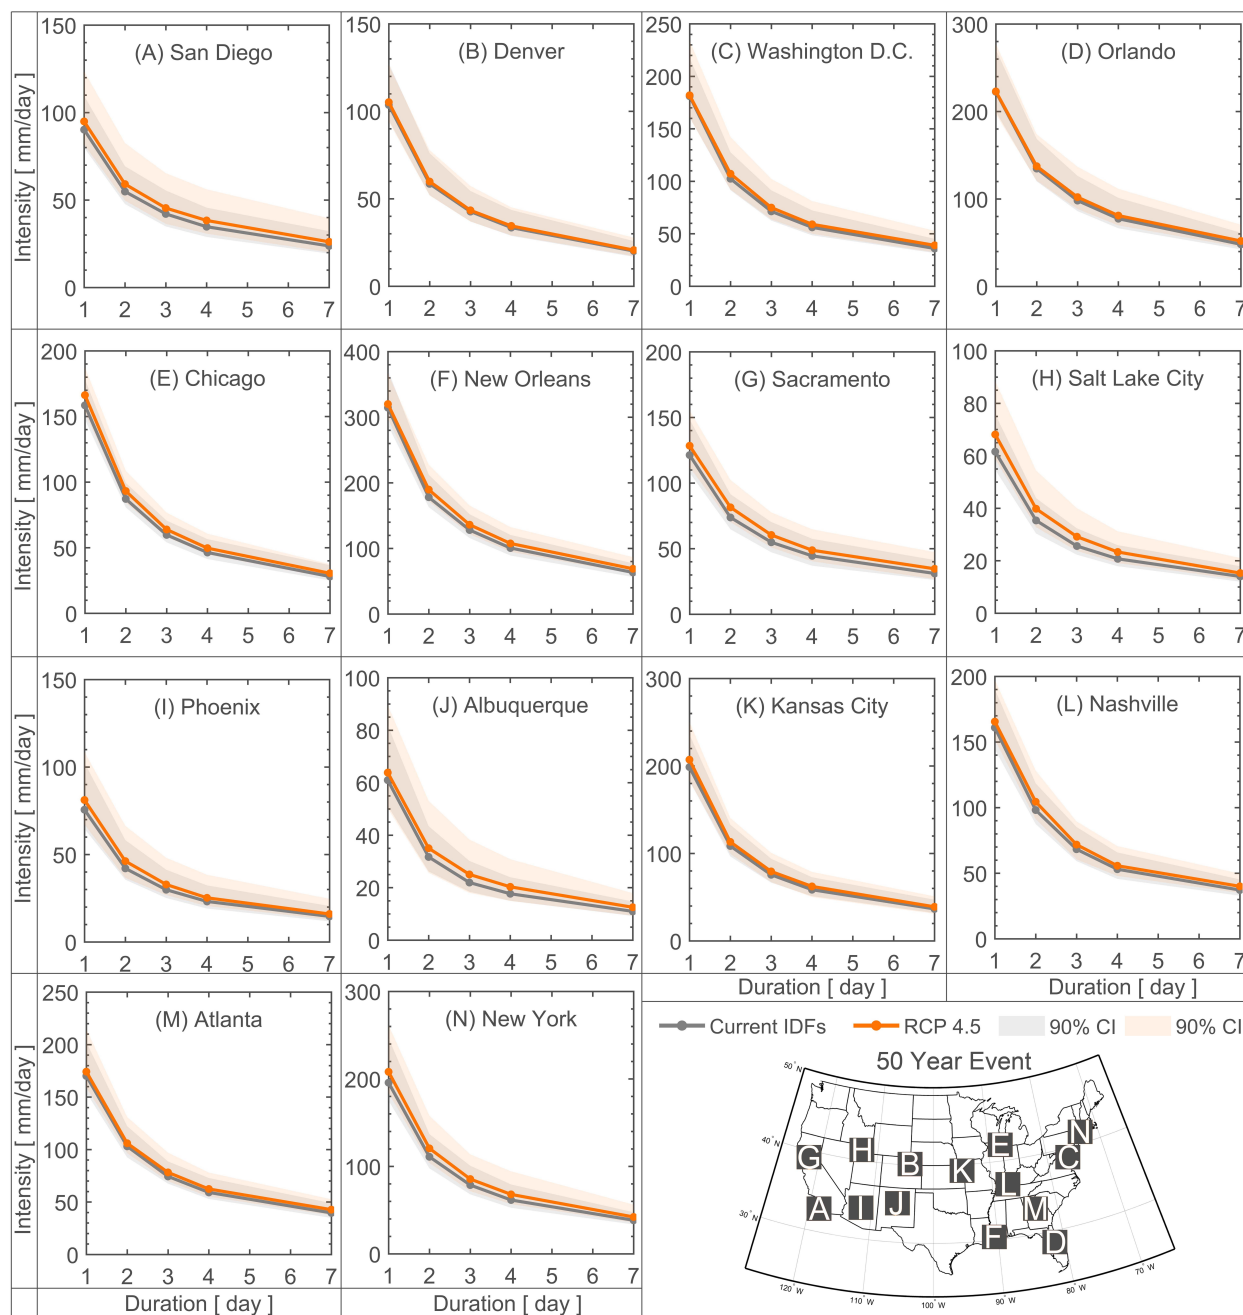 (A) San Diego
(B) Denver
(C) Washington D.C.
(D) Orlando
Intensity [ mm/day ]
150
100
50
0
1 2 3 4 5 6 7
150
100
50
0
1 2 3 4 5 6 7
250
200
150
100
50
0
1 2 3 4 5 6 7
300
200
100
0
1 2 3 4 5 6 7
(E) Chicago
(F) New Orleans
(G) Sacramento
(H) Salt Lake City
Intensity [ mm/day ]
200
150
100
50
0
1 2 3 4 5 6 7
400
300
200
100
0
1 2 3 4 5 6 7
200
150
100
50
0
1 2 3 4 5 6 7
100
80
60
40
20
0
1 2 3 4 5 6 7
(I) Phoenix
(J) Albuquerque
(K) Kansas City
(L) Nashville
Intensity [ mm/day ]
150
100
50
0
1 2 3 4 5 6 7
100
80
60
40
20
0
1 2 3 4 5 6 7
300
200
100
0
1 2 3 4 5 6 7
Duration [ day ]
200
150
100
50
0
1 2 3 4 5 6 7
Duration [ day ]
(M) Atlanta
(N) New York
Intensity [ mm/day ]
250
200
150
100
50
0
1 2 3 4 5 6 7
Duration [ day ]
300
200
100
0
1 2 3 4 5 6 7
Duration [ day ]
Current IDFs RCP 4.5 90% CI 90% CI
50 Year Event
50° N
40° N
30° N
120° W
110° W
100° W
90° W
80° W
70° W
G H B K E N C
A I J L M F D